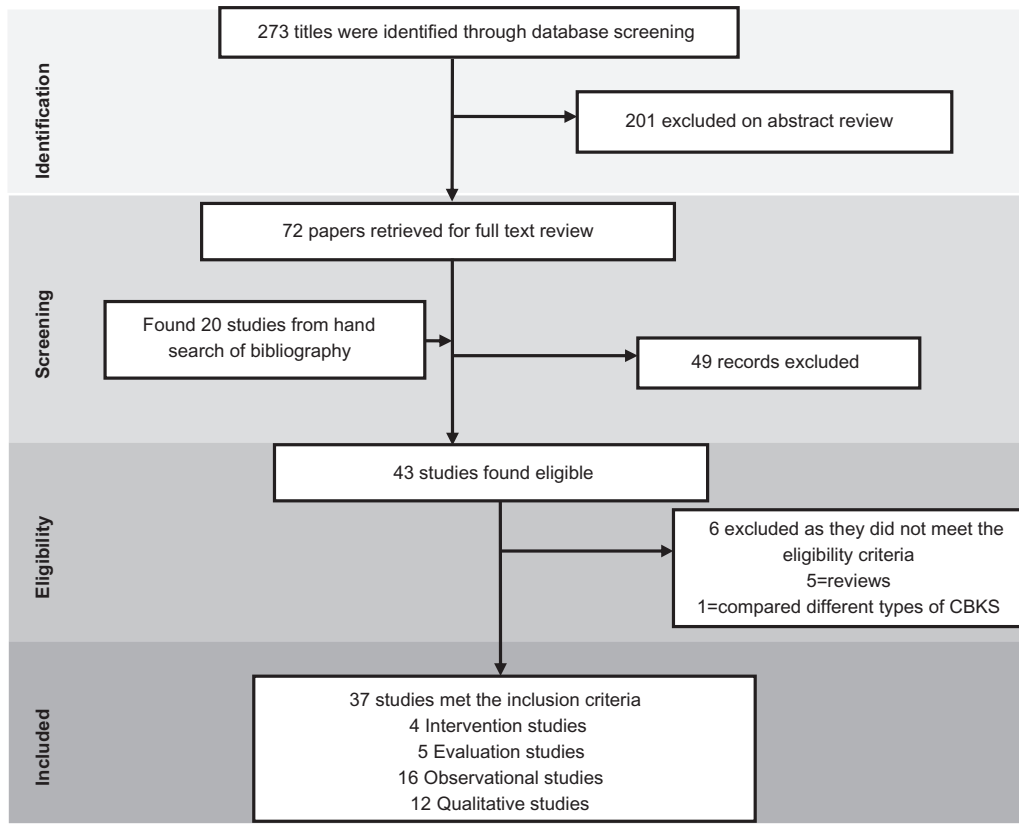 Identification
273 titles were identified through database screening
201 excluded on abstract review
Screening
72 papers retrieved for full text review
Found 20 studies from hand
search of bibliography
49 records excluded
Eligibility
43 studies found eligible
6 excluded as they did not meet the
eligibility criteria
5=reviews
1=compared different types of CBKS
Included
37 studies met the inclusion criteria
4 Intervention studies
5 Evaluation studies
16 Observational studies
12 Qualitative studies